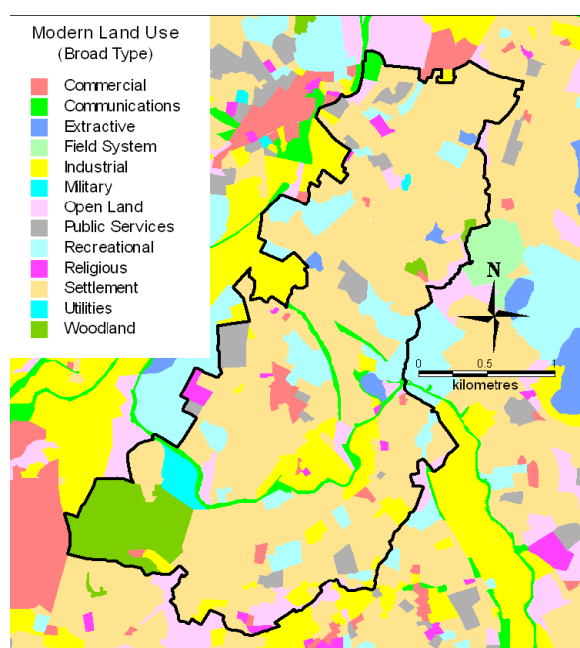 Modern Land Use
(Broad Type)
Commercial
Communications
Extractive
Field System
Industrial
Military
Open Land
Public Services
Recreational
Religious
Settlement
Utilities
Woodland
N
0 0.5 1
kilometres